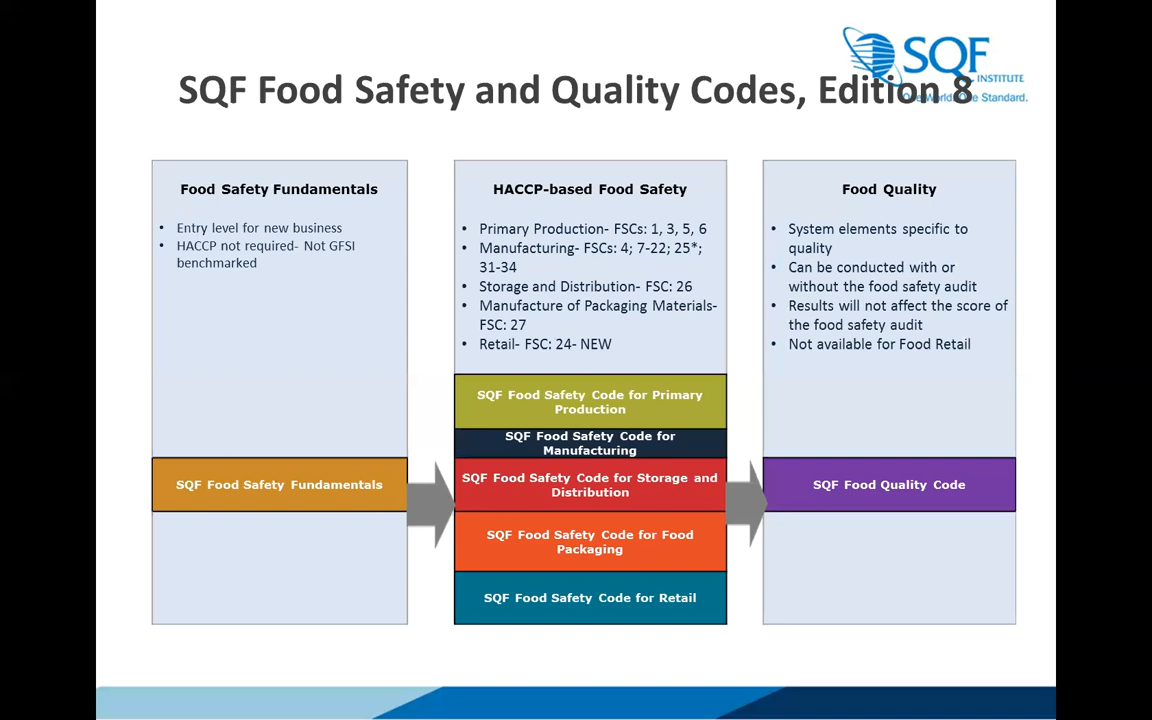 SQF
INSTITUTE
One World. One Standard.
SQF Food Safety and Quality Codes, Edition 8
Food Safety Fundamentals
• Entry level for new business
• HACCP not required- Not GFSI
benchmarked
SQF Food Safety Fundamentals
HACCP-based Food Safety
• Primary Production- FSCs: 1, 3, 5, 6
• Manufacturing- FSCs: 4; 7-22; 25*;
31-34
• Storage and Distribution- FSC: 26
• Manufacture of Packaging Materials-
FSC: 27
• Retail- FSC: 24- NEW
SQF Food Safety Code for Primary
Production
SQF Food Safety Code for
Manufacturing
SQF Food Safety Code for Storage and
Distribution
SQF Food Safety Code for Food
Packaging
SQF Food Safety Code for Retail
Food Quality
• System elements specific to
quality
• Can be conducted with or
without the food safety audit
• Results will not affect the score of
the food safety audit
• Not available for Food Retail
SQF Food Quality Code